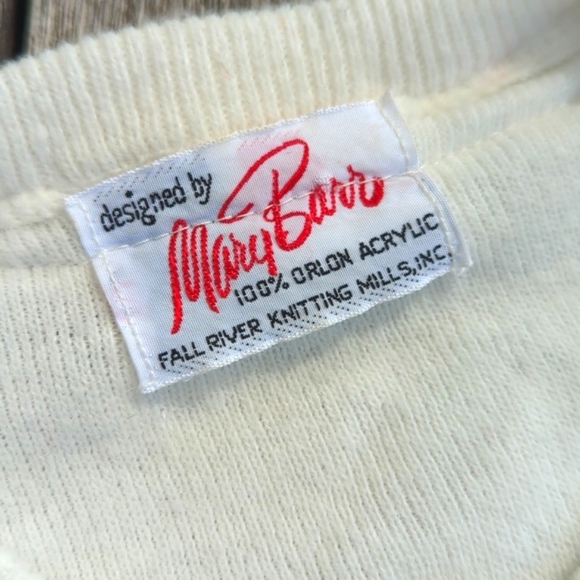 designed by
Mary Barr
100% ORLON ACRYLIC
FALL RIVER KNITTING MILLS, INC.